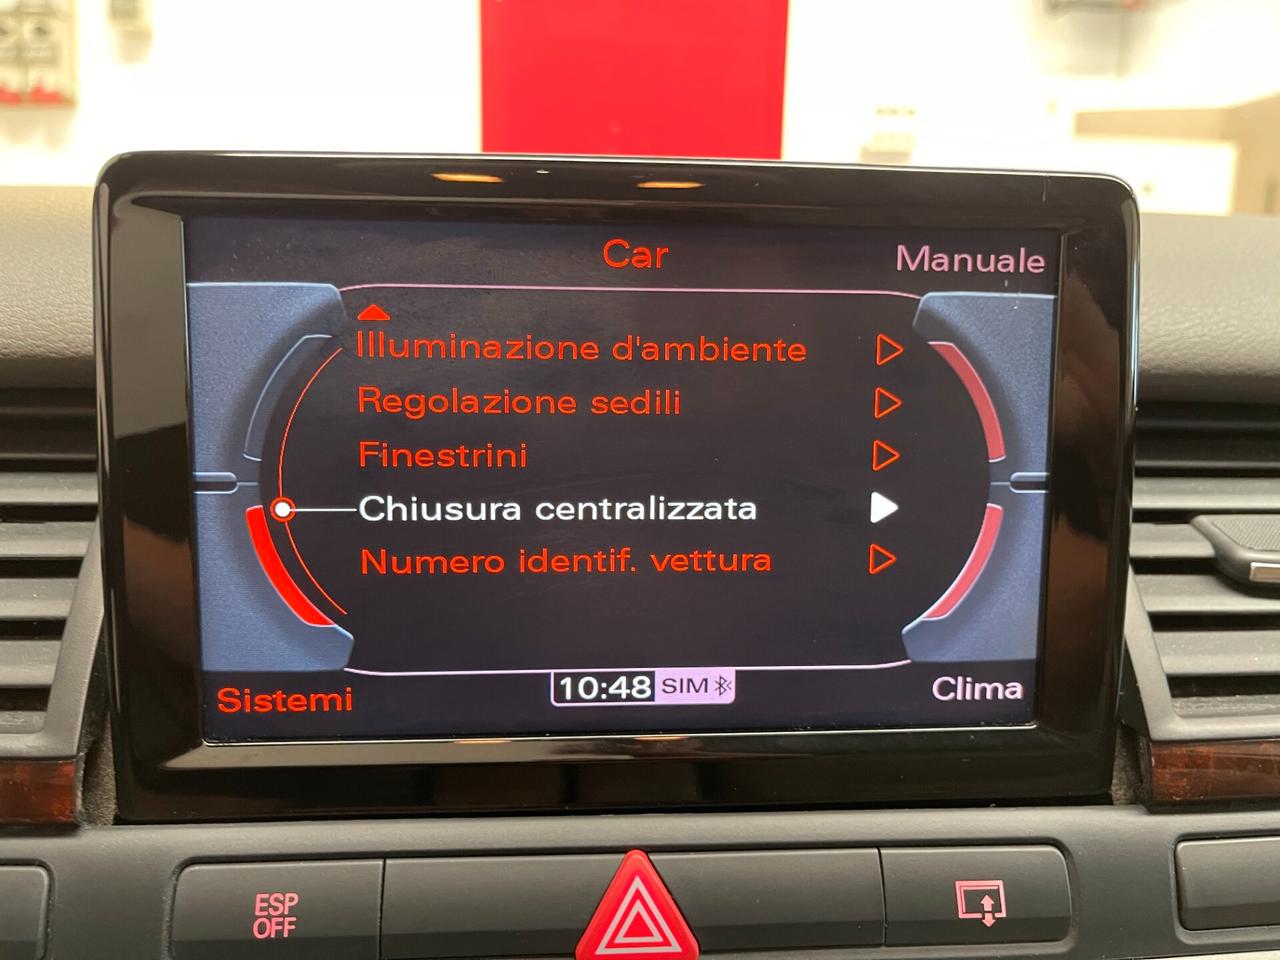 Car
Manuale
Illuminazione d'ambiente
Regolazione sedili
Finestrini
Chiusura centralizzata
Numero identif. vettura
Sistemi
10:48 SIM
Clima
ESP
OFF